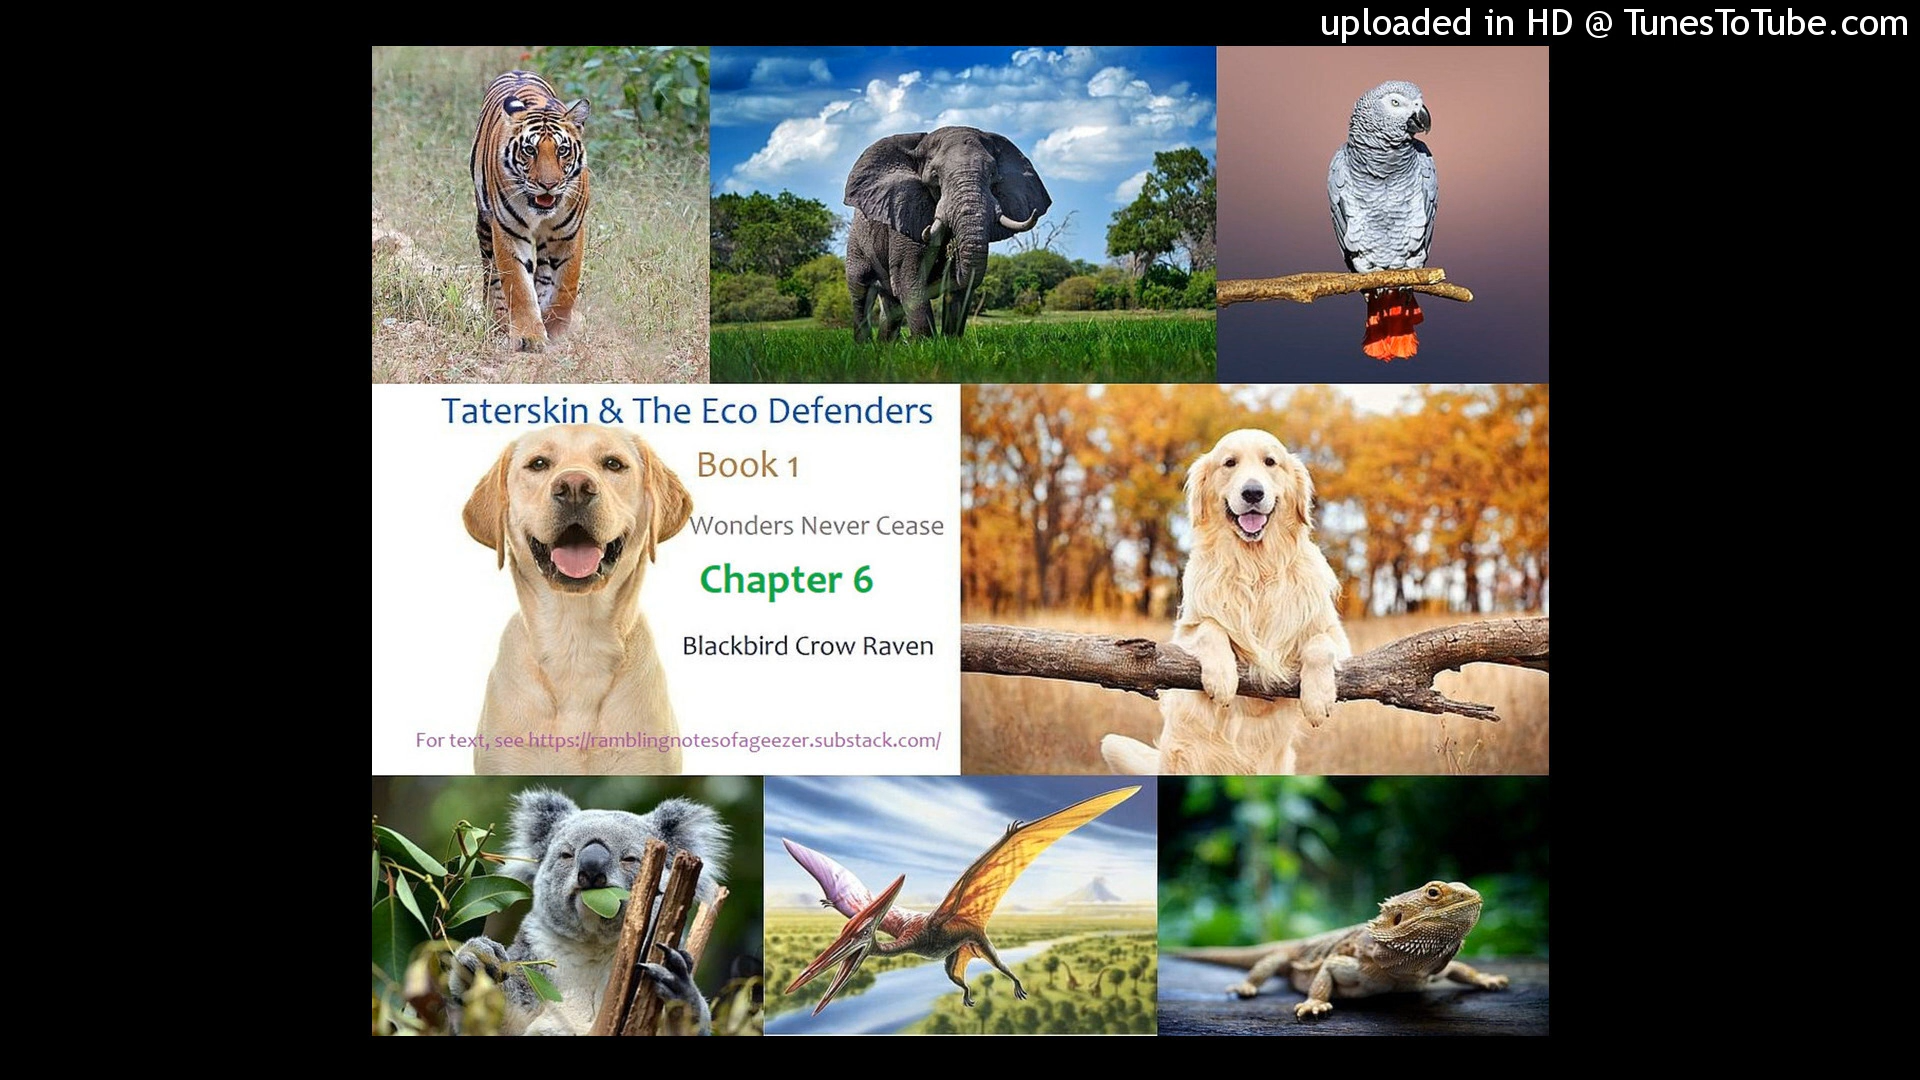 uploaded in HD @ TunesToTube.com
Taterskin & The Eco Defenders
Book 1
Wonders Never Cease
Chapter 6
Blackbird Crow Raven
For text, see https://ramblingnotesofageezer.substack.com/